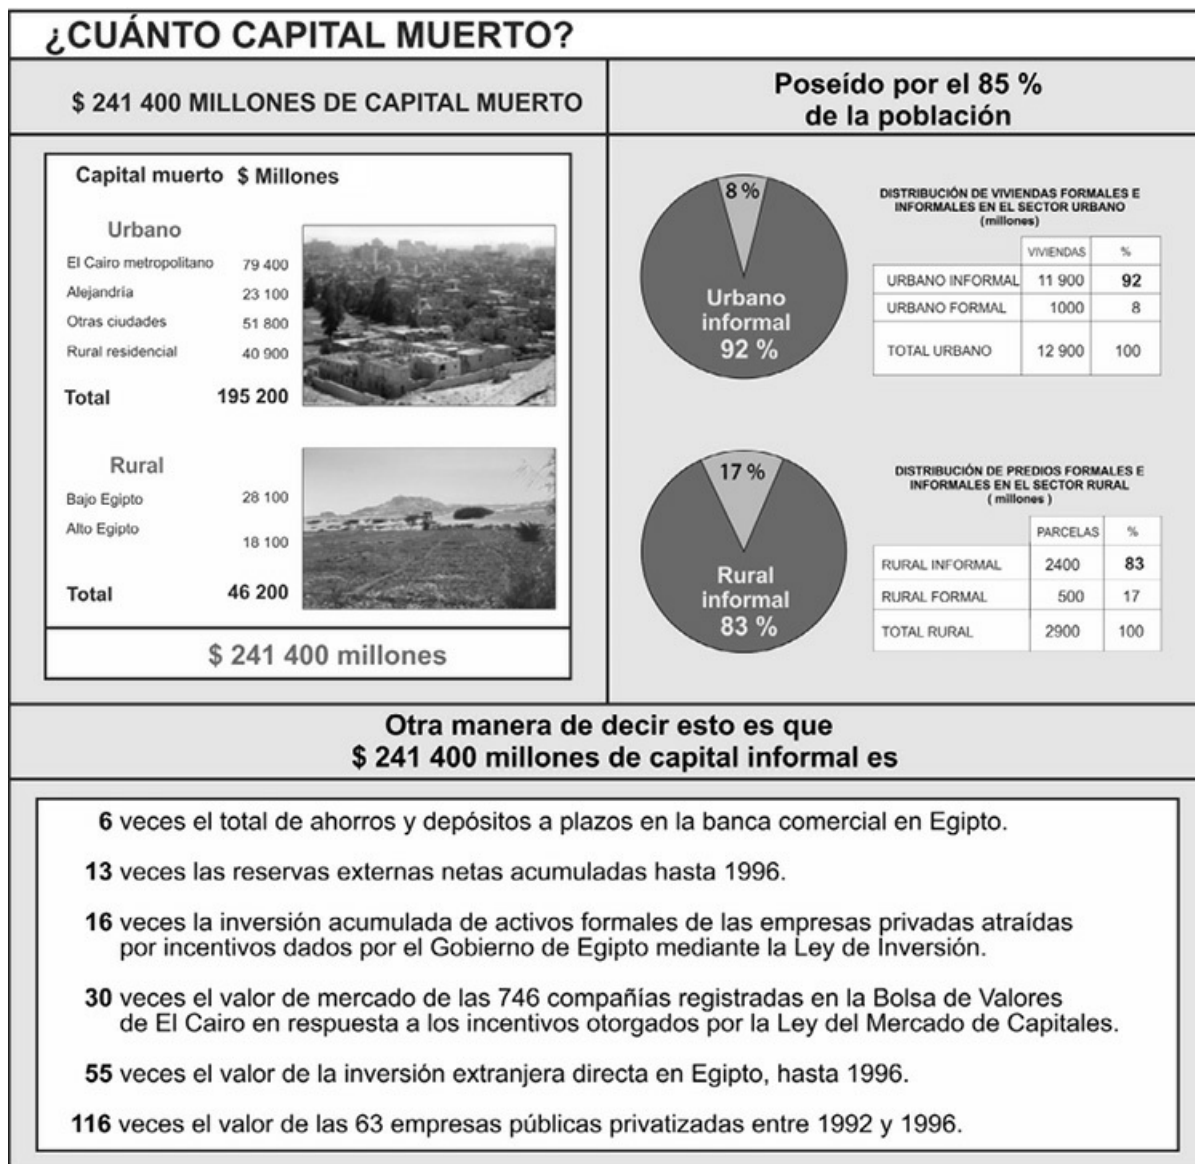 ¿CUÁNTO CAPITAL MUERTO?
$ 241 400 MILLONES DE CAPITAL MUERTO
Capital muerto $ Millones
Urbano
El Cairo metropolitano 79 400
Alejandría 23 100
Otras ciudades 51 800
Rural residencial 40 900
Total 195 200
Rural
Bajo Egipto 28 100
Alto Egipto 18 100
Total 46 200
$ 241 400 millones
Poseído por el 85 %
de la población
8 %
Urbano
informal
92 %
DISTRIBUCIÓN DE VIVIENDAS FORMALES E
INFORMALES EN EL SECTOR URBANO
(millones)
VIVIENDAS %
URBANO INFORMAL 11 900 92
URBANO FORMAL 1000 8
TOTAL URBANO 12 900 100
17 %
Rural
informal
83 %
DISTRIBUCIÓN DE PREDIOS FORMALES E
INFORMALES EN EL SECTOR RURAL
( millones )
PARCELAS %
RURAL INFORMAL 2400 83
RURAL FORMAL 500 17
TOTAL RURAL 2900 100
Otra manera de decir esto es que
$ 241 400 millones de capital informal es
6 veces el total de ahorros y depósitos a plazos en la banca comercial en Egipto.
13 veces las reservas externas netas acumuladas hasta 1996.
16 veces la inversión acumulada de activos formales de las empresas privadas atraídas
por incentivos dados por el Gobierno de Egipto mediante la Ley de Inversión.
30 veces el valor de mercado de las 746 compañías registradas en la Bolsa de Valores
de El Cairo en respuesta a los incentivos otorgados por la Ley del Mercado de Capitales.
55 veces el valor de la inversión extranjera directa en Egipto, hasta 1996.
116 veces el valor de las 63 empresas públicas privatizadas entre 1992 y 1996.